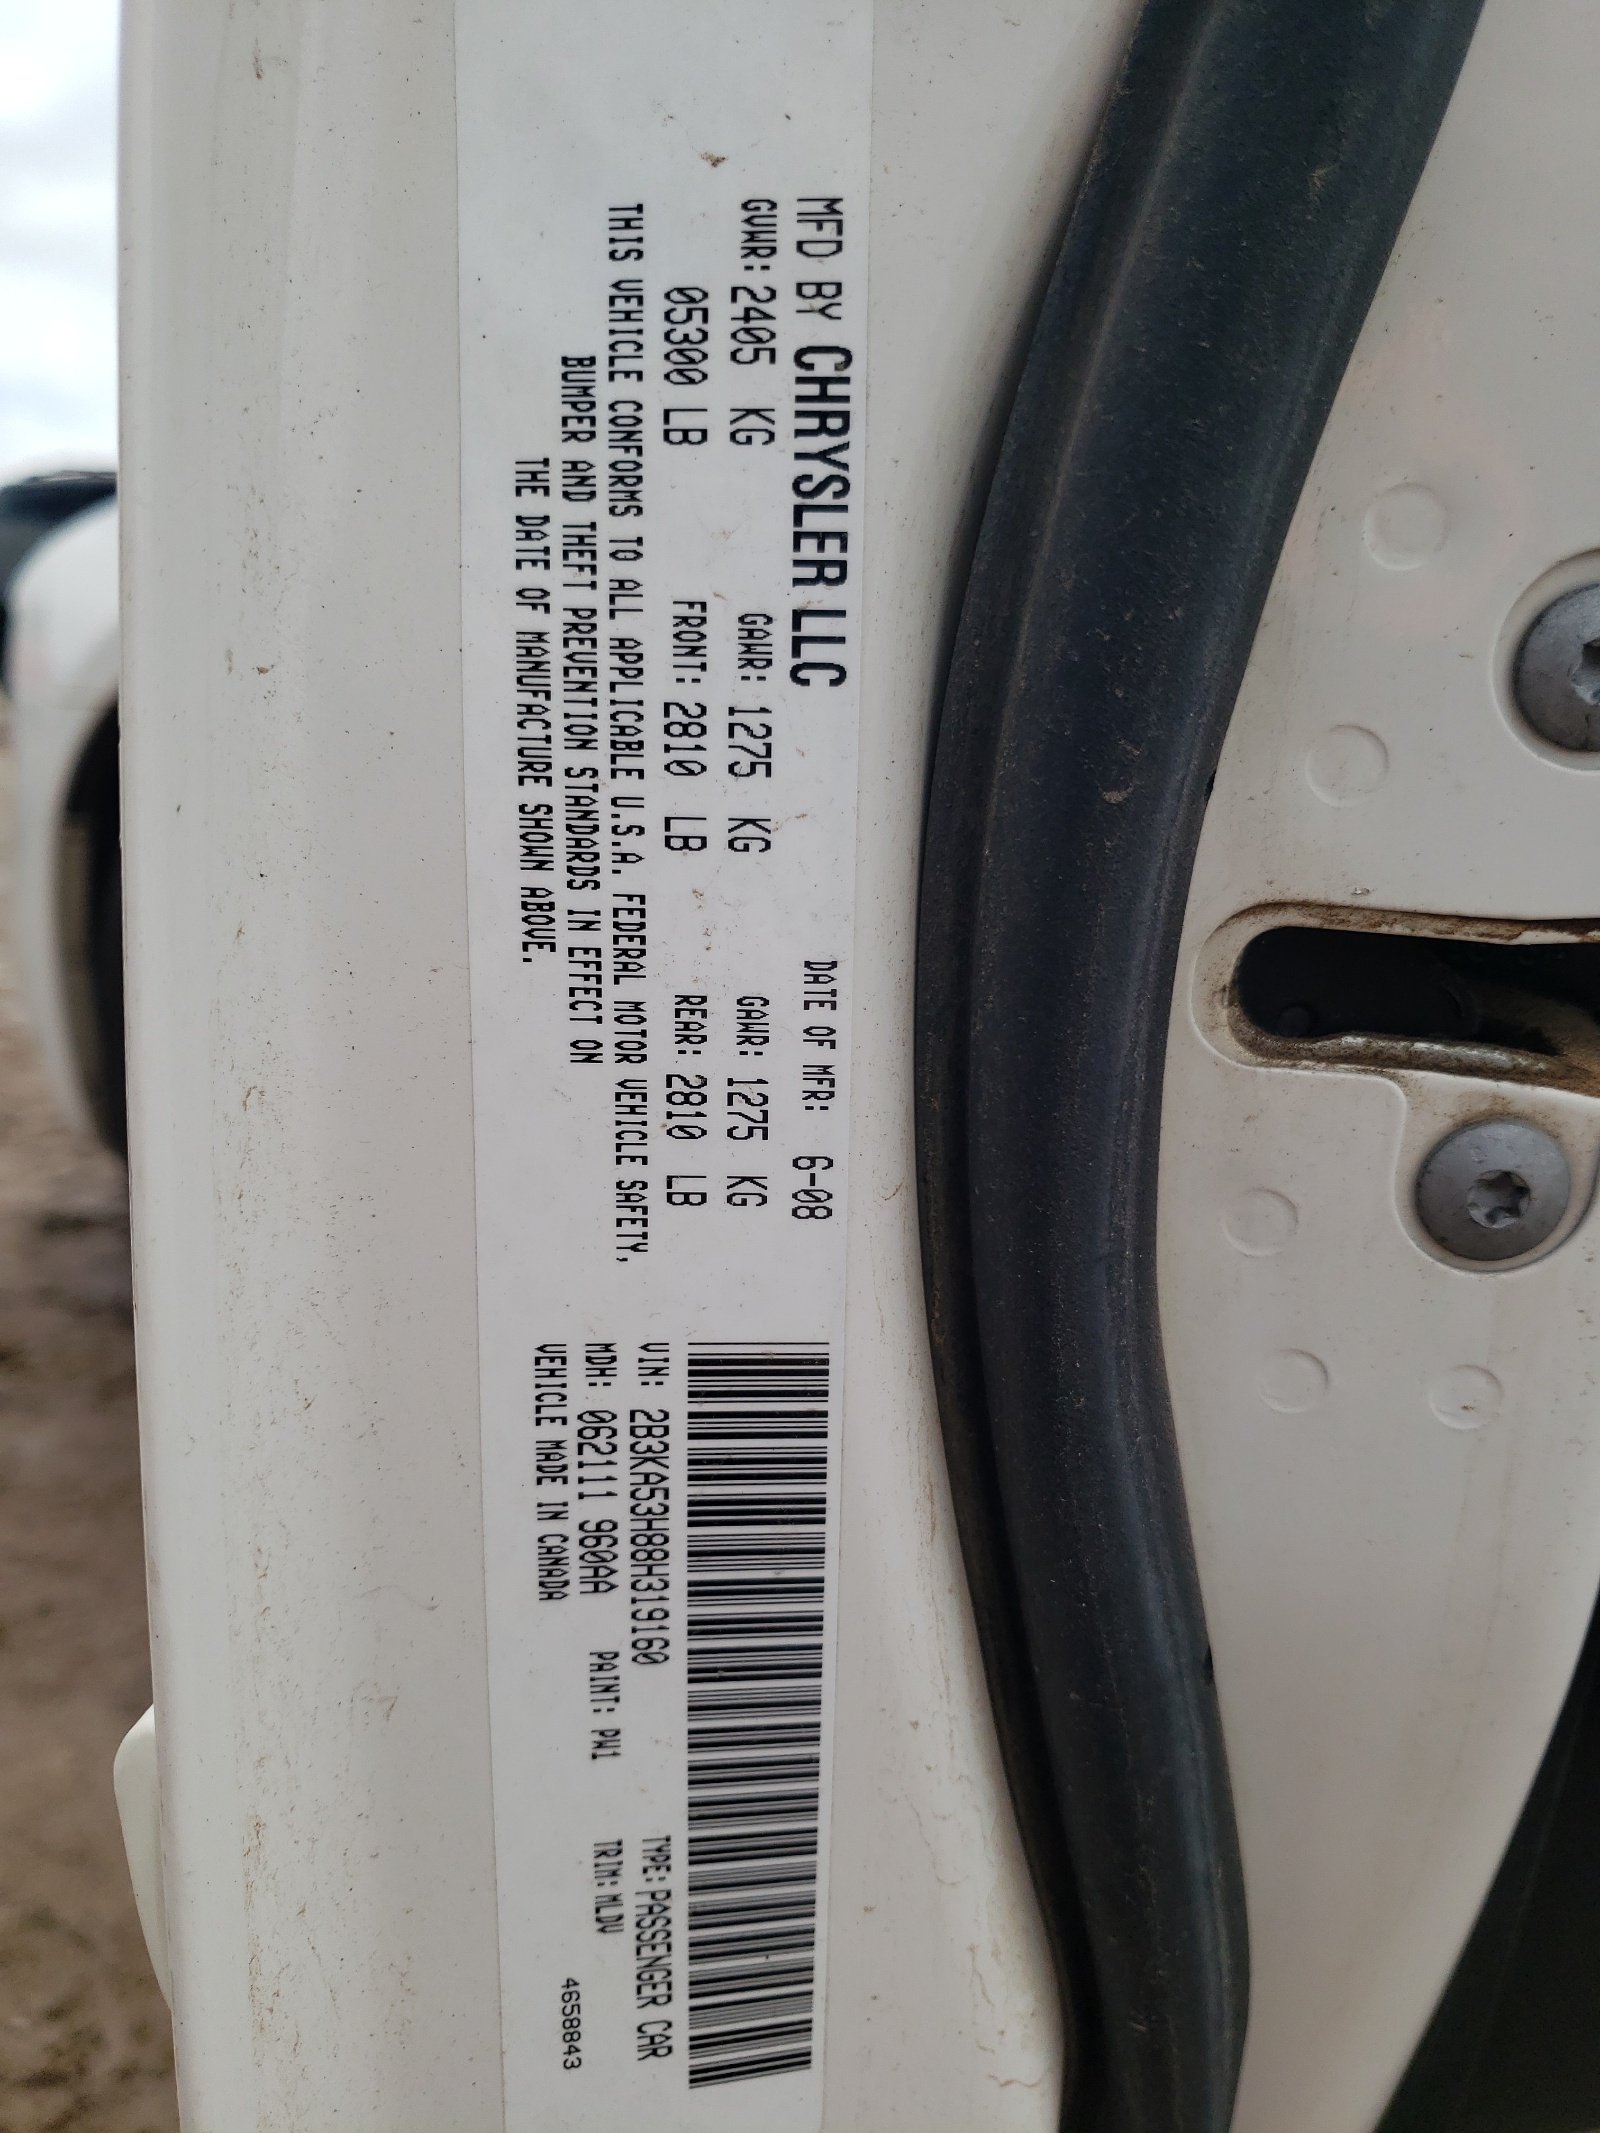 MFD BY CHRYSLER LLC DATE OF MFR: 6-08
GVWR: 2405 KG GAWR: 1275 KG GAWR: 1275 KG
05300 LB FRONT: 2810 LB REAR: 2810 LB
THIS VEHICLE CONFORMS TO ALL APPLICABLE U.S.A. FEDERAL MOTOR VEHICLE SAFETY,
BUMPER AND THEFT PREVENTION STANDARDS IN EFFECT ON
THE DATE OF MANUFACTURE SHOWN ABOVE.
VIN: 2B3KA53H88H319160 TYPE: PASSENGER CAR
MDH: 062111 960AA PAINT: PW1 TRIM: MLDV
VEHICLE MADE IN CANADA 4658843